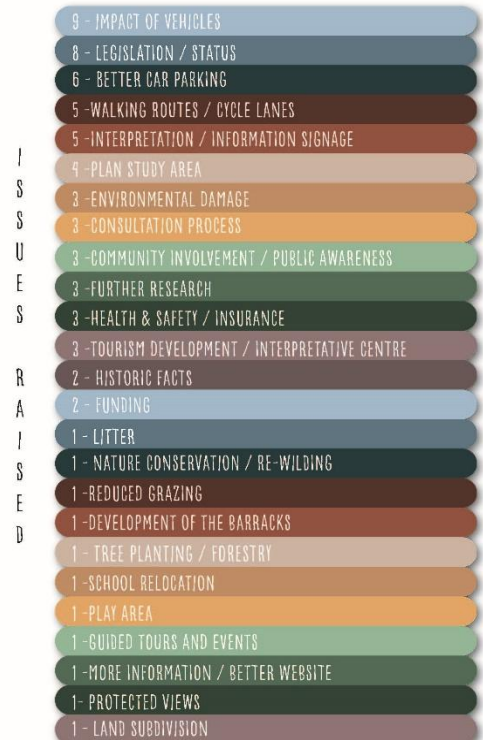 ISSUES RAISED
9 - IMPACT OF VEHICLES
8 - LEGISLATION / STATUS
6 - BETTER CAR PARKING
5 -WALKING ROUTES / CYCLE LANES
5 -INTERPRETATION / INFORMATION SIGNAGE
4 -PLAN STUDY AREA
3 -ENVIRONMENTAL DAMAGE
3 -CONSULTATION PROCESS
3 -COMMUNITY INVOLVEMENT / PUBLIC AWARENESS
3 -FURTHER RESEARCH
3 -HEALTH & SAFETY / INSURANCE
3 -TOURISM DEVELOPMENT / INTERPRETATIVE CENTRE
2 - HISTORIC FACTS
2 - FUNDING
1 - LITTER
1 - NATURE CONSERVATION / RE-WILDING
1 -REDUCED GRAZING
1 -DEVELOPMENT OF THE BARRACKS
1 - TREE PLANTING / FORESTRY
1 -SCHOOL RELOCATION
1 -PLAY AREA
1 -GUIDED TOURS AND EVENTS
1 -MORE INFORMATION / BETTER WEBSITE
1- PROTECTED VIEWS
1 - LAND SUBDIVISION